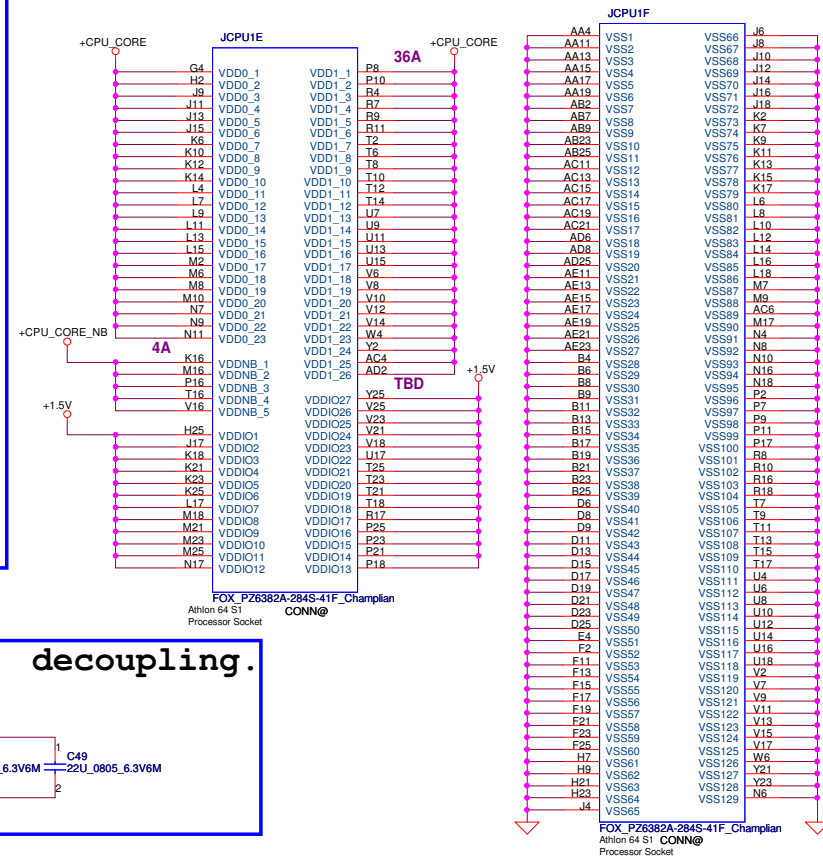 JCPU1E
+CPU_CORE
+CPU_CORE
36A
G4 VDD0_1 VDD1_1 P8
H2 VDD0_2 VDD1_2 P10
J9 VDD0_3 VDD1_3 R4
J11 VDD0_4 VDD1_4 R7
J13 VDD0_5 VDD1_5 R9
J15 VDD0_6 VDD1_6 R11
K6 VDD0_7 VDD1_7 T2
K10 VDD0_8 VDD1_8 T6
K12 VDD0_9 VDD1_9 T8
K14 VDD0_10 VDD1_10 T10
L4 VDD0_11 VDD1_11 T12
L7 VDD0_12 VDD1_12 T14
L9 VDD0_13 VDD1_13 U7
L11 VDD0_14 VDD1_14 U9
L13 VDD0_15 VDD1_15 U11
L15 VDD0_16 VDD1_16 U13
M2 VDD0_17 VDD1_17 U15
M6 VDD0_18 VDD1_18 V6
M8 VDD0_19 VDD1_19 V8
M10 VDD0_20 VDD1_20 V10
N7 VDD0_21 VDD1_21 V12
N9 VDD0_22 VDD1_22 V14
N11 VDD0_23 VDD1_23 W4
VDD1_24 Y2
VDD1_25 AC4
VDD1_26 AD2
+CPU_CORE_NB
4A
K16 VDDNB_1
M16 VDDNB_2
P16 VDDNB_3
T16 VDDNB_4
V16 VDDNB_5
TBD
+1.5V
+1.5V
VDDIO27 Y25
VDDIO26 V25
VDDIO25 V23
H25 VDDIO1 VDDIO24 V21
J17 VDDIO2 VDDIO23 V18
K18 VDDIO3 VDDIO22 U17
K21 VDDIO4 VDDIO21 T25
K23 VDDIO5 VDDIO20 T23
K25 VDDIO6 VDDIO19 T21
L17 VDDIO7 VDDIO18 T18
M18 VDDIO8 VDDIO17 R17
M21 VDDIO9 VDDIO16 P25
M23 VDDIO10 VDDIO15 P23
M25 VDDIO11 VDDIO14 P21
N17 VDDIO12 VDDIO13 P18
FOX_PZ6382A-284S-41F_Champlian
Athlon 64 S1 CONN@
Processor Socket
decoupling.
1
C49
_6.3V6M 22U_0805_6.3V6M
2
JCPU1F
AA4 VSS1 VSS66 J6
AA11 VSS2 VSS67 J8
AA13 VSS3 VSS68 J10
AA15 VSS4 VSS69 J12
AA17 VSS5 VSS70 J14
AA19 VSS6 VSS71 J16
AB2 VSS7 VSS72 J18
AB7 VSS8 VSS73 K2
AB9 VSS9 VSS74 K7
AB23 VSS10 VSS75 K9
AB25 VSS11 VSS76 K11
AC11 VSS12 VSS77 K13
AC13 VSS13 VSS78 K15
AC15 VSS14 VSS79 K17
AC17 VSS15 VSS80 L6
AC19 VSS16 VSS81 L8
AC21 VSS17 VSS82 L10
AD6 VSS18 VSS83 L12
AD8 VSS19 VSS84 L14
AD25 VSS20 VSS85 L16
AE11 VSS21 VSS86 L18
AE13 VSS22 VSS87 M7
AE15 VSS23 VSS88 M9
AE17 VSS24 VSS89 AC6
AE19 VSS25 VSS90 M17
AE21 VSS26 VSS91 N4
AE23 VSS27 VSS92 N8
B4 VSS28 VSS93 N10
B6 VSS29 VSS94 N16
B8 VSS30 VSS95 N18
B9 VSS31 VSS96 P2
B11 VSS32 VSS97 P7
B13 VSS33 VSS98 P9
B15 VSS34 VSS99 P11
B17 VSS35 VSS100 P17
B19 VSS36 VSS101 R8
B21 VSS37 VSS102 R10
B23 VSS38 VSS103 R16
B25 VSS39 VSS104 R18
D6 VSS40 VSS105 T7
D8 VSS41 VSS106 T9
D9 VSS42 VSS107 T11
D11 VSS43 VSS108 T13
D13 VSS44 VSS109 T15
D15 VSS45 VSS110 T17
D17 VSS46 VSS111 U4
D19 VSS47 VSS112 U6
D21 VSS48 VSS113 U8
D23 VSS49 VSS114 U10
D25 VSS50 VSS115 U12
E4 VSS51 VSS116 U14
F2 VSS52 VSS117 U16
F11 VSS53 VSS118 U18
F13 VSS54 VSS119 V2
F15 VSS55 VSS120 V7
F17 VSS56 VSS121 V9
F19 VSS57 VSS122 V11
F21 VSS58 VSS123 V13
F23 VSS59 VSS124 V15
F25 VSS60 VSS125 V17
H7 VSS61 VSS126 W6
H9 VSS62 VSS127 Y21
H21 VSS63 VSS128 Y23
H23 VSS64 VSS129 N6
J4 VSS65
FOX_PZ6382A-284S-41F_Champlian
Athlon 64 S1 CONN@
Processor Socket